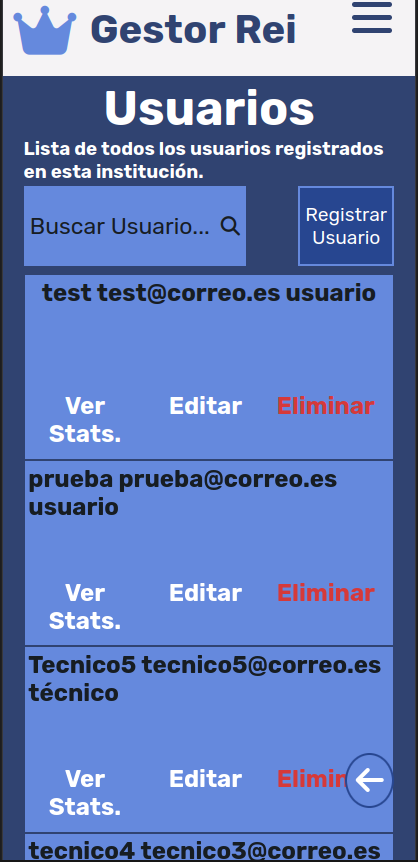 Gestor Rei
Usuarios
Lista de todos los usuarios registrados
en esta institución.
Buscar Usuario...
Registrar
Usuario
test test@correo.es usuario
Ver
Stats.
Editar
Eliminar
prueba prueba@correo.es
usuario
Ver
Stats.
Editar
Eliminar
Tecnico5 tecnico5@correo.es
técnico
Ver
Stats.
Editar
Elimin
tecnico4 tecnico3@correo.es